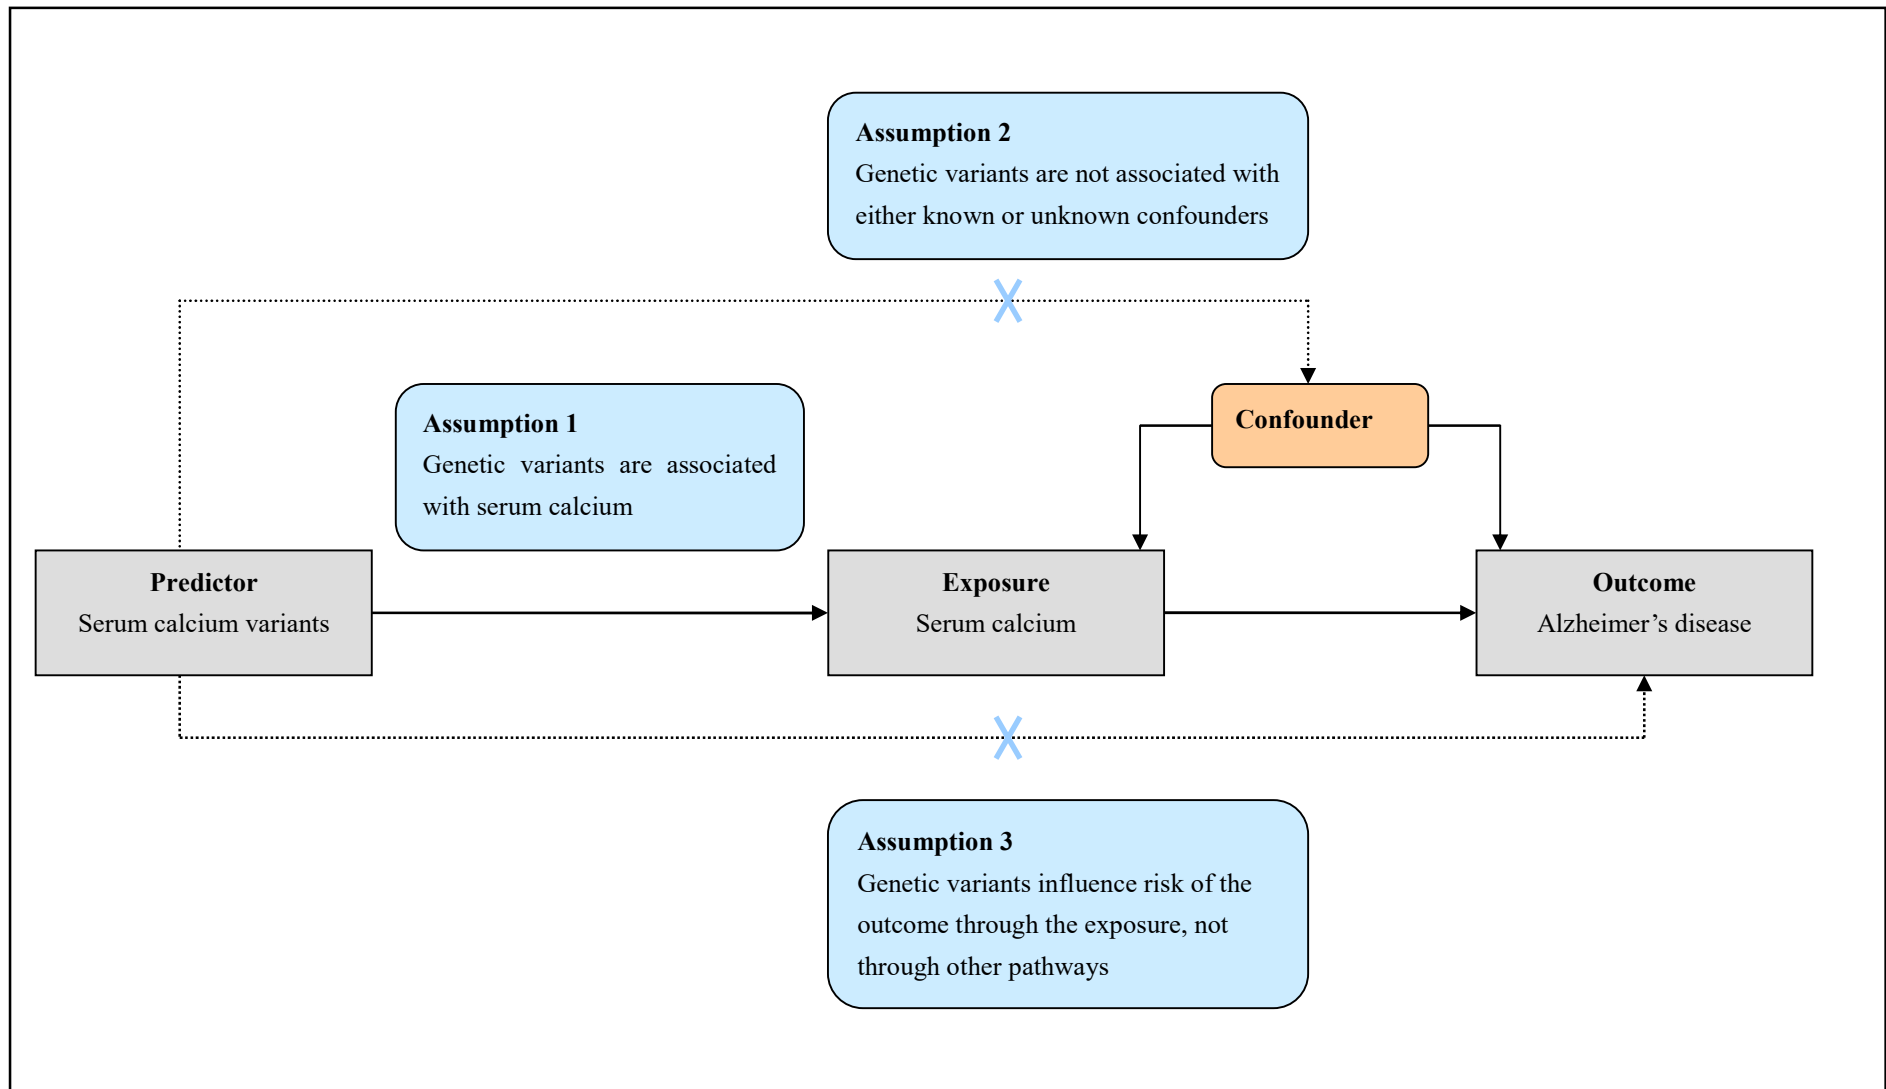 Assumption 2
Genetic variants are not associated with
either known or unknown confounders
Assumption 1
Genetic variants are associated
with serum calcium
Confounder
Predictor
Serum calcium variants
Exposure
Serum calcium
Outcome
Alzheimer’s disease
Assumption 3
Genetic variants influence risk of the
outcome through the exposure, not
through other pathways